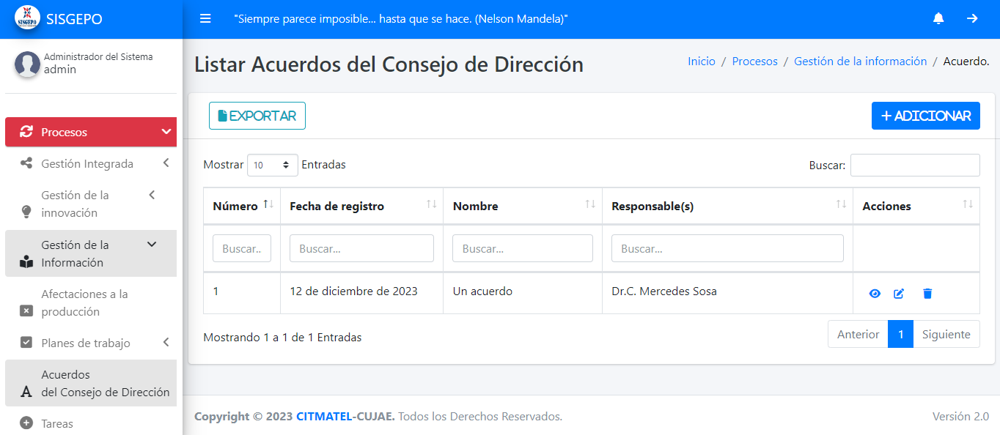 SISGEPO
SISGEPO
"Siempre parece imposible... hasta que se hace. (Nelson Mandela)"
Administrador del Sistema
admin
Procesos
Gestión Integrada
Gestión de la
innovación
Gestión de la
Información
Afectaciones a la
producción
Planes de trabajo
Acuerdos
del Consejo de Dirección
Tareas
Listar Acuerdos del Consejo de Dirección
Inicio / Procesos / Gestión de la información / Acuerdo.
EXPORTAR
+ ADICIONAR
Mostrar 10 Entradas
Buscar:
Número Fecha de registro Nombre Responsable(s) Acciones
Buscar.. Buscar... Buscar... Buscar...
1 12 de diciembre de 2023 Un acuerdo Dr.C. Mercedes Sosa
Mostrando 1 a 1 de 1 Entradas
Anterior 1 Siguiente
Copyright © 2023 CITMATEL-CUJAE. Todos los Derechos Reservados.
Versión 2.0